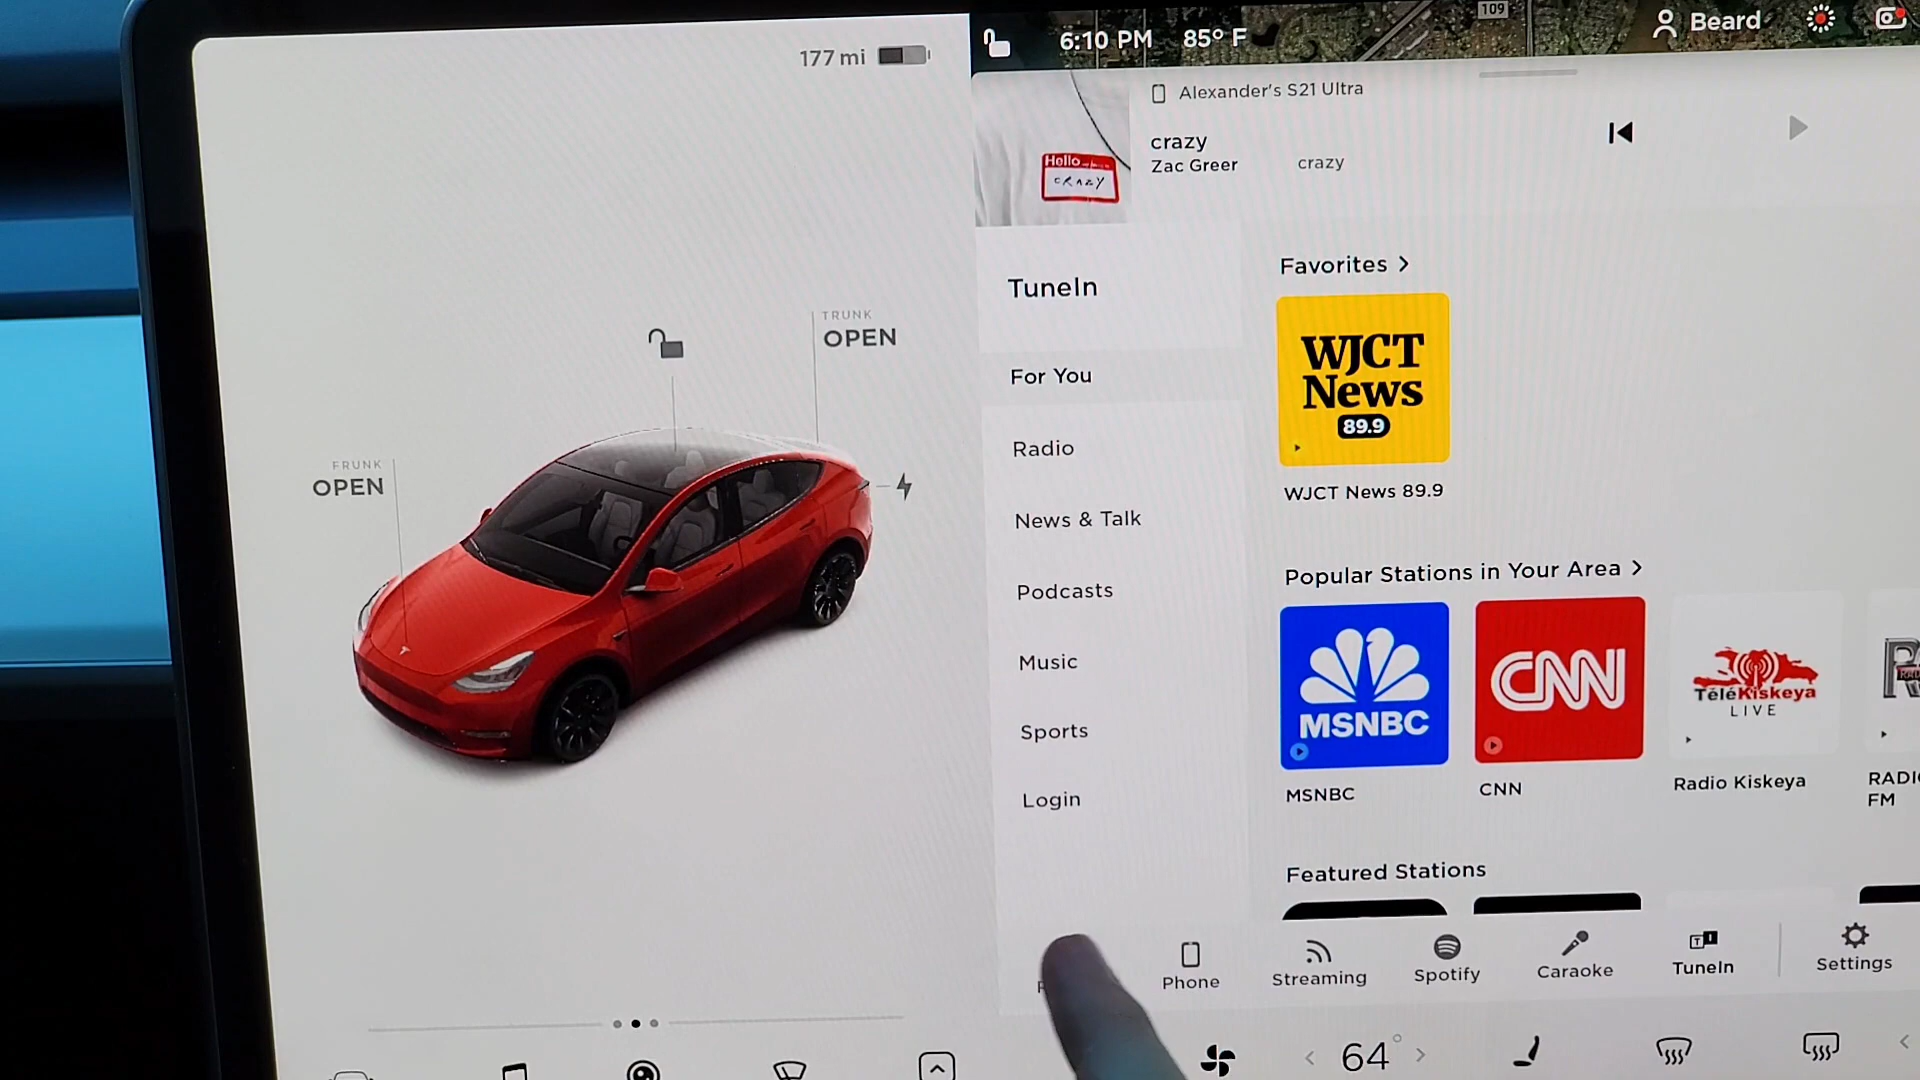 177 mi
TRUNK
OPEN
FRUNK
OPEN
6:10 PM
85° F
109
Beard
Alexander's S21 Ultra
crazy
Zac Greer
crazy
Hello
CRAZY
TuneIn
For You
Radio
News & Talk
Podcasts
Music
Sports
Login
Favorites >
WJCT
News
89.9
WJCT News 89.9
Popular Stations in Your Area >
MSNBC
MSNBC
CNN
CNN
TéléKiskeya
LIVE
Radio Kiskeya
FM
Featured Stations
Phone
Streaming
Spotify
Caraoke
TuneIn
Settings
< 64° >